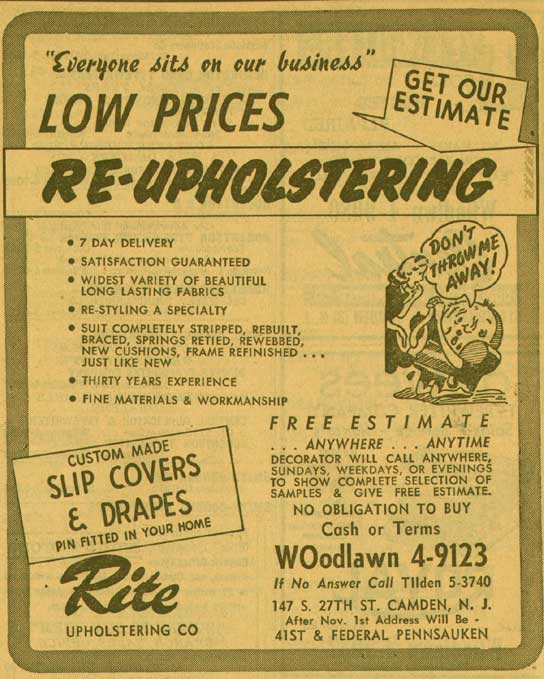 "Everyone sits on our business"
LOW PRICES
GET OUR
ESTIMATE
RE-UPHOLSTERING
• 7 DAY DELIVERY
• SATISFACTION GUARANTEED
• WIDEST VARIETY OF BEAUTIFUL
LONG LASTING FABRICS
• RE-STYLING A SPECIALTY
• SUIT COMPLETELY STRIPPED, REBUILT,
BRACED, SPRINGS RETIED, REWEBBED,
NEW CUSHIONS, FRAME REFINISHED . . .
JUST LIKE NEW
• THIRTY YEARS EXPERIENCE
• FINE MATERIALS & WORKMANSHIP
DON'T
THROW ME
AWAY!
FREE ESTIMATE
. . . ANYWHERE . . . ANYTIME
DECORATOR WILL CALL ANYWHERE,
SUNDAYS, WEEKDAYS, OR EVENINGS
TO SHOW COMPLETE SELECTION OF
SAMPLES & GIVE FREE ESTIMATE.
NO OBLIGATION TO BUY
Cash or Terms
WOodlawn 4-9123
If No Answer Call TIlden 5-3740
147 S. 27TH ST. CAMDEN, N. J.
After Nov. 1st Address Will Be -
41ST & FEDERAL PENNSAUKEN
CUSTOM MADE
SLIP COVERS
& DRAPES
PIN FITTED IN YOUR HOME
Rite
UPHOLSTERING CO